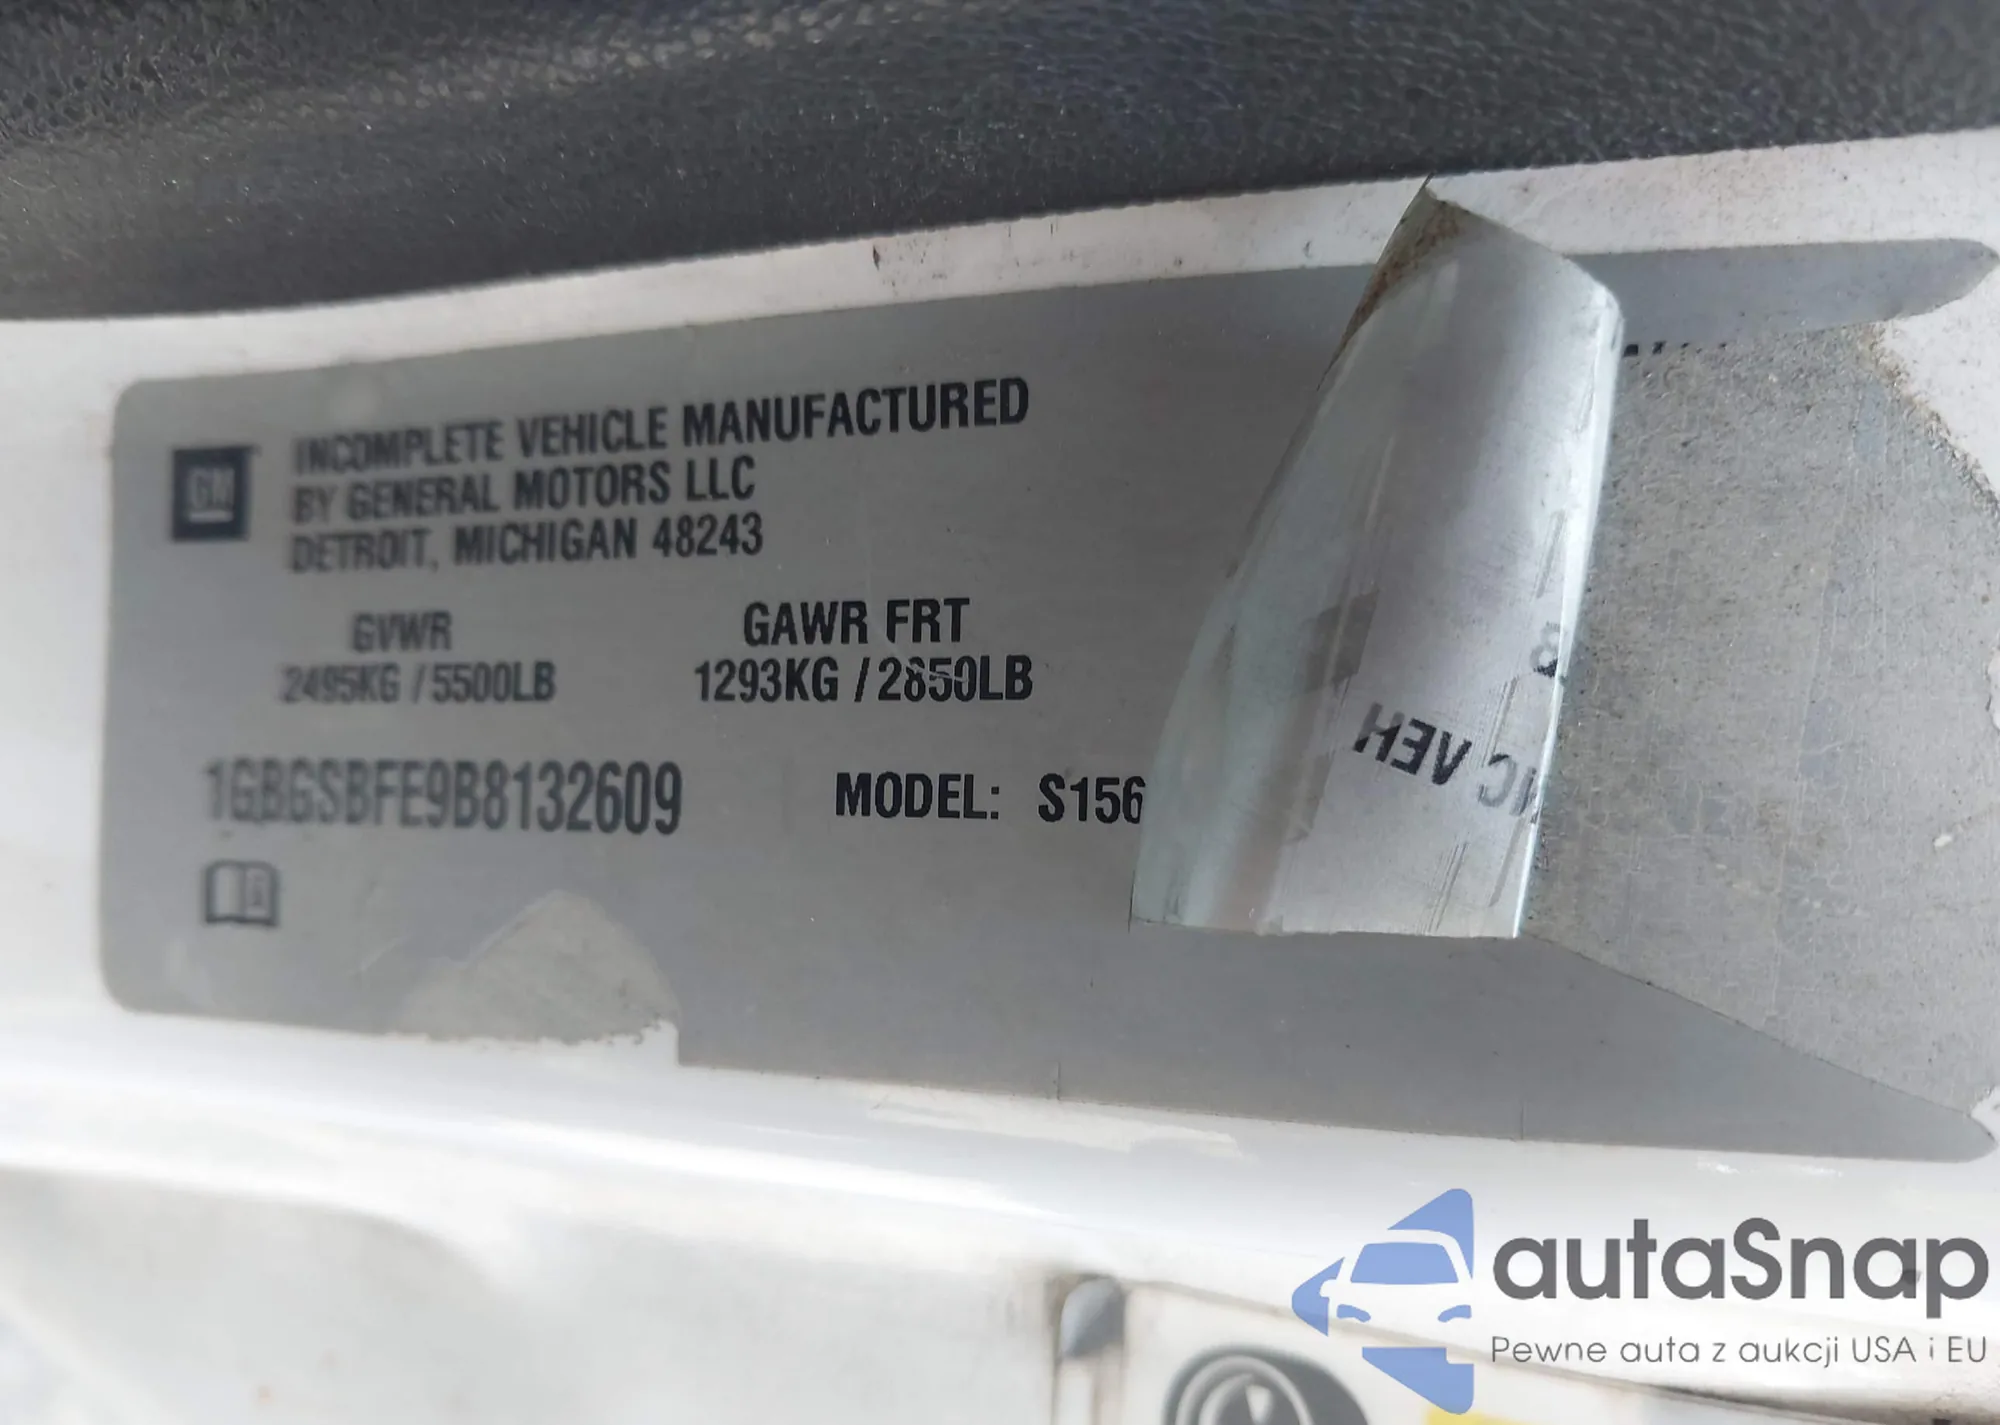 GM
INCOMPLETE VEHICLE MANUFACTURED
BY GENERAL MOTORS LLC
DETROIT, MICHIGAN 48243
GVWR
2495KG / 5500LB
GAWR FRT
1293KG / 2850LB
1GBGSBFE9B8132609
MODEL: S156
VEH
autaSnap
Pewne auta z aukcji USA i EU